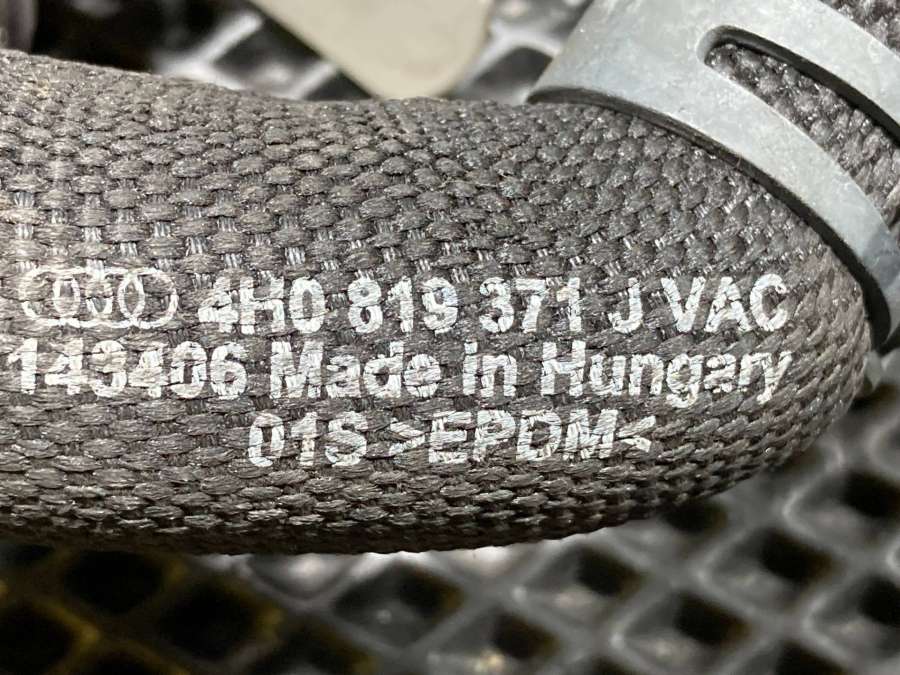 4H0 819 371 J VAC
143406 Made in Hungary
01S >EPDM<